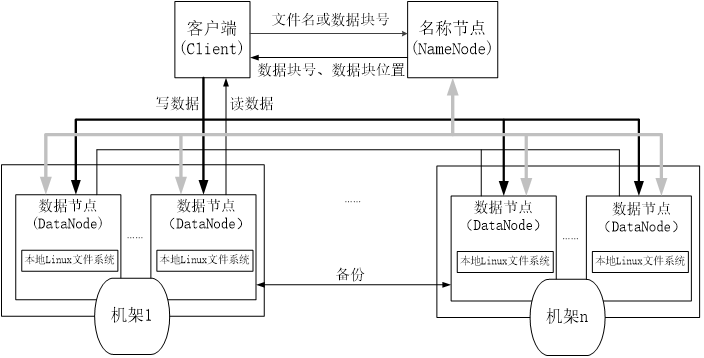 客户端
(Client)
文件名或数据块号
名称节点
(NameNode)
数据块号、数据块位置
写数据
读数据
数据节点
(DataNode)
……
本地Linux文件系统
数据节点
(DataNode)
本地Linux文件系统
机架1
……
备份
数据节点
(DataNode)
……
本地Linux文件系统
数据节点
(DataNode)
本地Linux文件系统
机架n